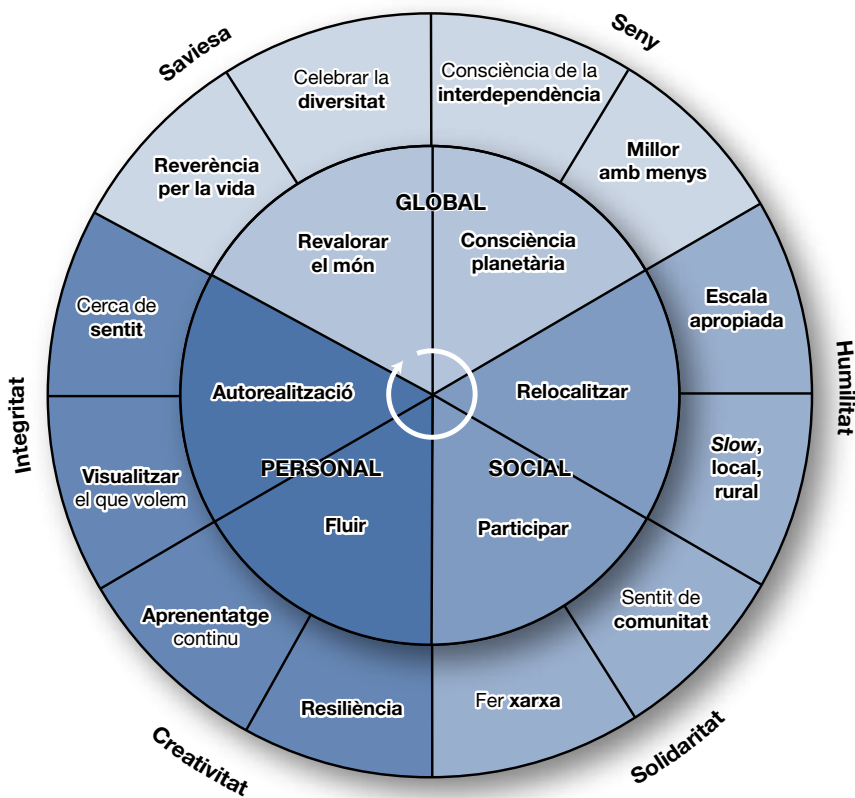 Saviesa
Seny
Celebrar la
diversitat
Consciència de la
interdependència
Reverència
per la vida
Millor
amb menys
GLOBAL
Revalorar
el món
Consciència
planetària
Cerca de
sentit
Escala
apropiada
Integritat
Humilitat
Autorealització
Relocalitzar
Visualitzar
el que volem
PERSONAL
SOCIAL
Slow,
local,
rural
Fluir
Participar
Aprenentatge
continu
Sentit de
comunitat
Resiliència
Fer xarxa
Creativitat
Solidaritat